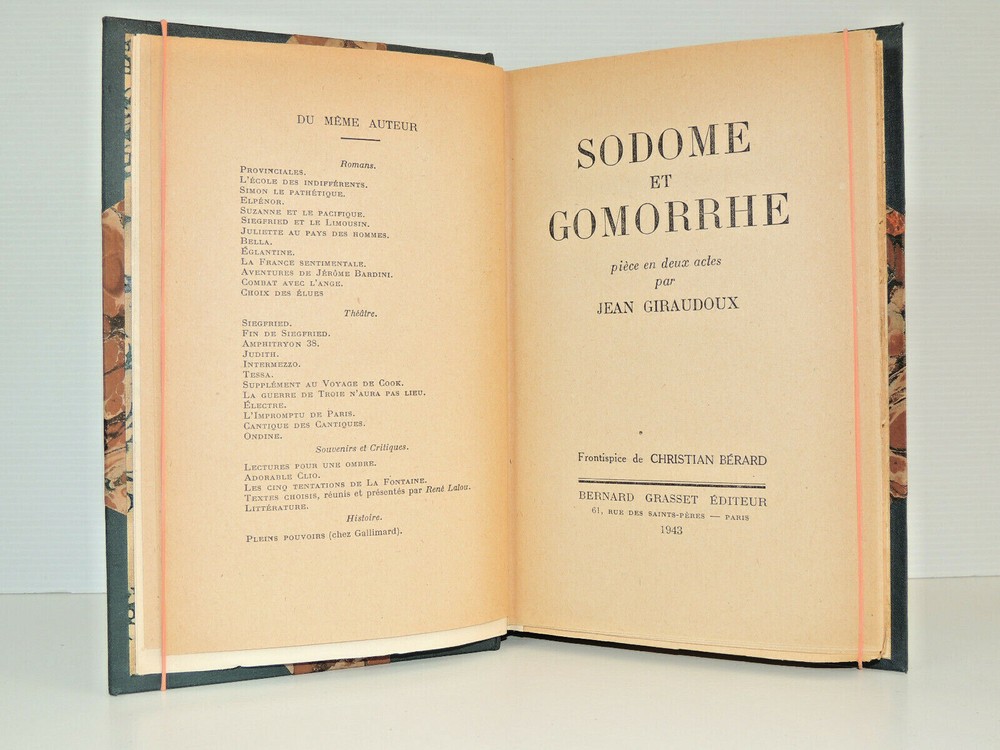 DU MÊME AUTEUR
Romans.
PROVINCIALES.
L'ÉCOLE DES INDIFFÉRENTS.
SIMON LE PATHÉTIQUE.
ELPÉNOR.
SUZANNE ET LE PACIFIQUE.
SIEGFRIED ET LE LIMOUSIN.
JULIETTE AU PAYS DES HOMMES.
BELLA.
ÉGLANTINE.
LA FRANCE SENTIMENTALE.
AVENTURES DE JÉRÔME BARDINI.
COMBAT AVEC L'ANGE.
CHOIX DES ÉLUES
Théâtre.
SIEGFRIED.
FIN DE SIEGFRIED.
AMPHITRYON 38.
JUDITH.
INTERMEZZO.
TESSA.
SUPPLÉMENT AU VOYAGE DE COOK.
LA GUERRE DE TROIE N'AURA PAS LIEU.
ÉLECTRE.
L'IMPROMPTU DE PARIS.
CANTIQUE DES CANTIQUES.
ONDINE.
Souvenirs et Critiques.
LECTURES POUR UNE OMBRE.
ADORABLE CLIO.
LES CINQ TENTATIONS DE LA FONTAINE.
TEXTES CHOISIS, réunis et présentés par René Lalou.
LITTÉRATURE.
Histoire.
PLEINS POUVOIRS (chez Gallimard).
SODOME
ET
GOMORRHE
pièce en deux actes
par
JEAN GIRAUDOUX
Frontispice de CHRISTIAN BÉRARD
BERNARD GRASSET ÉDITEUR
61, RUE DES SAINTS-PÈRES — PARIS
1943